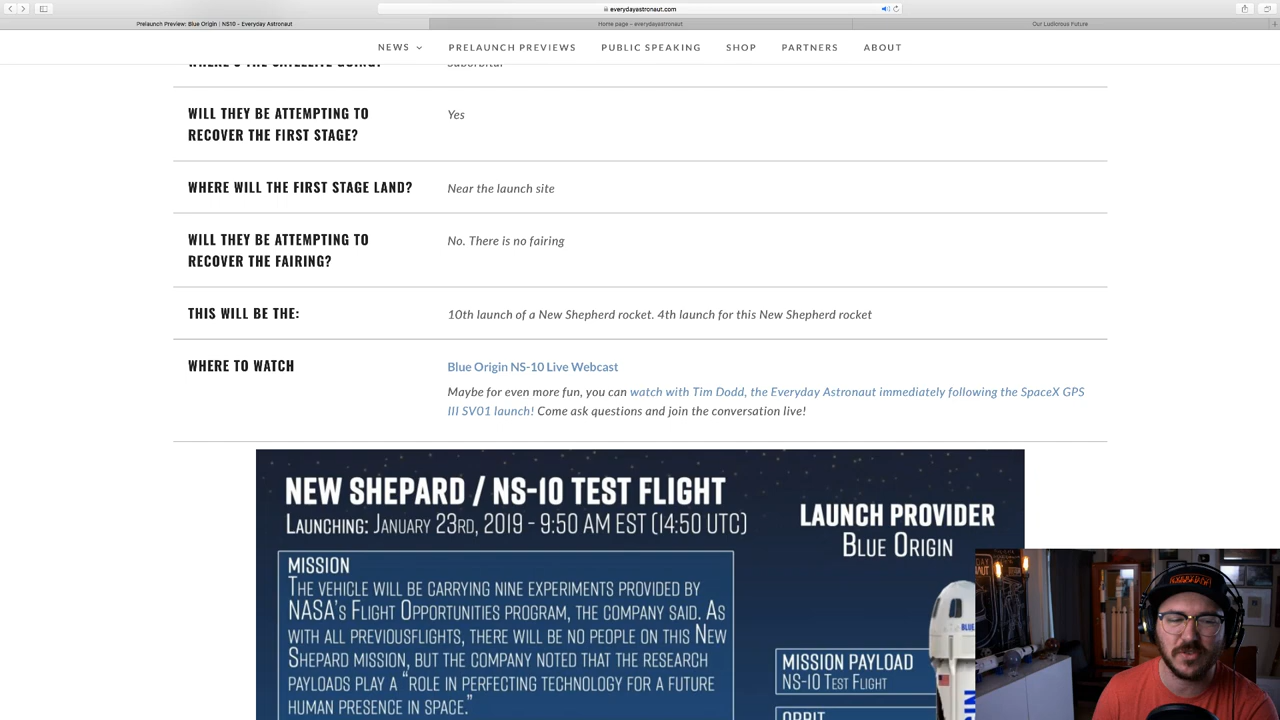 everydayastronaut.com
Prelaunch Preview: Blue Origin | NS10 - Everyday Astronaut
Home page - everydayastronaut
Our Ludicrous Future
NEWS
PRELAUNCH PREVIEWS
PUBLIC SPEAKING
SHOP
PARTNERS
ABOUT
WHERE'S THE SATELLITE GOING?
Suborbital
WILL THEY BE ATTEMPTING TO
RECOVER THE FIRST STAGE?
Yes
WHERE WILL THE FIRST STAGE LAND?
Near the launch site
WILL THEY BE ATTEMPTING TO
RECOVER THE FAIRING?
No. There is no fairing
THIS WILL BE THE:
10th launch of a New Shepherd rocket. 4th launch for this New Shepherd rocket
WHERE TO WATCH
Blue Origin NS-10 Live Webcast
Maybe for even more fun, you can watch with Tim Dodd, the Everyday Astronaut immediately following the SpaceX GPS
III SV01 launch! Come ask questions and join the conversation live!
NEW SHEPARD / NS-10 TEST FLIGHT
LAUNCHING: JANUARY 23RD, 2019 - 9:50 AM EST (14:50 UTC)
MISSION
THE VEHICLE WILL BE CARRYING NINE EXPERIMENTS PROVIDED BY
NASA'S FLIGHT OPPORTUNITIES PROGRAM, THE COMPANY SAID. AS
WITH ALL PREVIOUSFLIGHTS, THERE WILL BE NO PEOPLE ON THIS NEW
SHEPARD MISSION, BUT THE COMPANY NOTED THAT THE RESEARCH
PAYLOADS PLAY A "ROLE IN PERFECTING TECHNOLOGY FOR A FUTURE
HUMAN PRESENCE IN SPACE."
LAUNCH PROVIDER
BLUE ORIGIN
MISSION PAYLOAD
NS-10 TEST FLIGHT
ORBIT